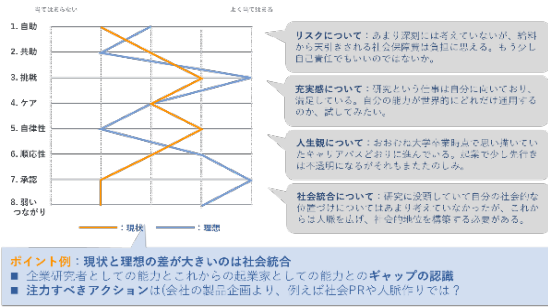 当てはまらない
よく当てはまる
1. 自助
2. 共助
3. 挑戦
4. ケア
5. 自律性
6. 順応性
7. 承認
8. 弱い
つながり
：現状
：理想
リスクについて：あまり深刻には考えていないが、給料
から天引きされる社会保障費は負担に思える。もう少し
自己責任でもいいのではないか。
充実感について：研究という仕事は自分に向いており、
満足している。自分の能力が世界的にどれだけ通用する
のか、試してみたい。
人生観について：おおむね大学卒業時点で思い描いてい
たキャリアパスどおりに進んでいる。起業で少し先行き
は不透明になるがそれもまたたのしみ。
社会統合について：研究に没頭していて自分の社会的な
位置づけについてはあまり考えていなかったが、これか
らは人脈を広げ、社会的地位を構築する必要がある。
ポイント例：現状と理想の差が大きいのは社会統合
■ 企業研究者としての能力とこれからの起業家としての能力とのギャップの認識
■ 注力すべきアクションは(会社の製品企画より、例えば社会PRや人脈作りでは？